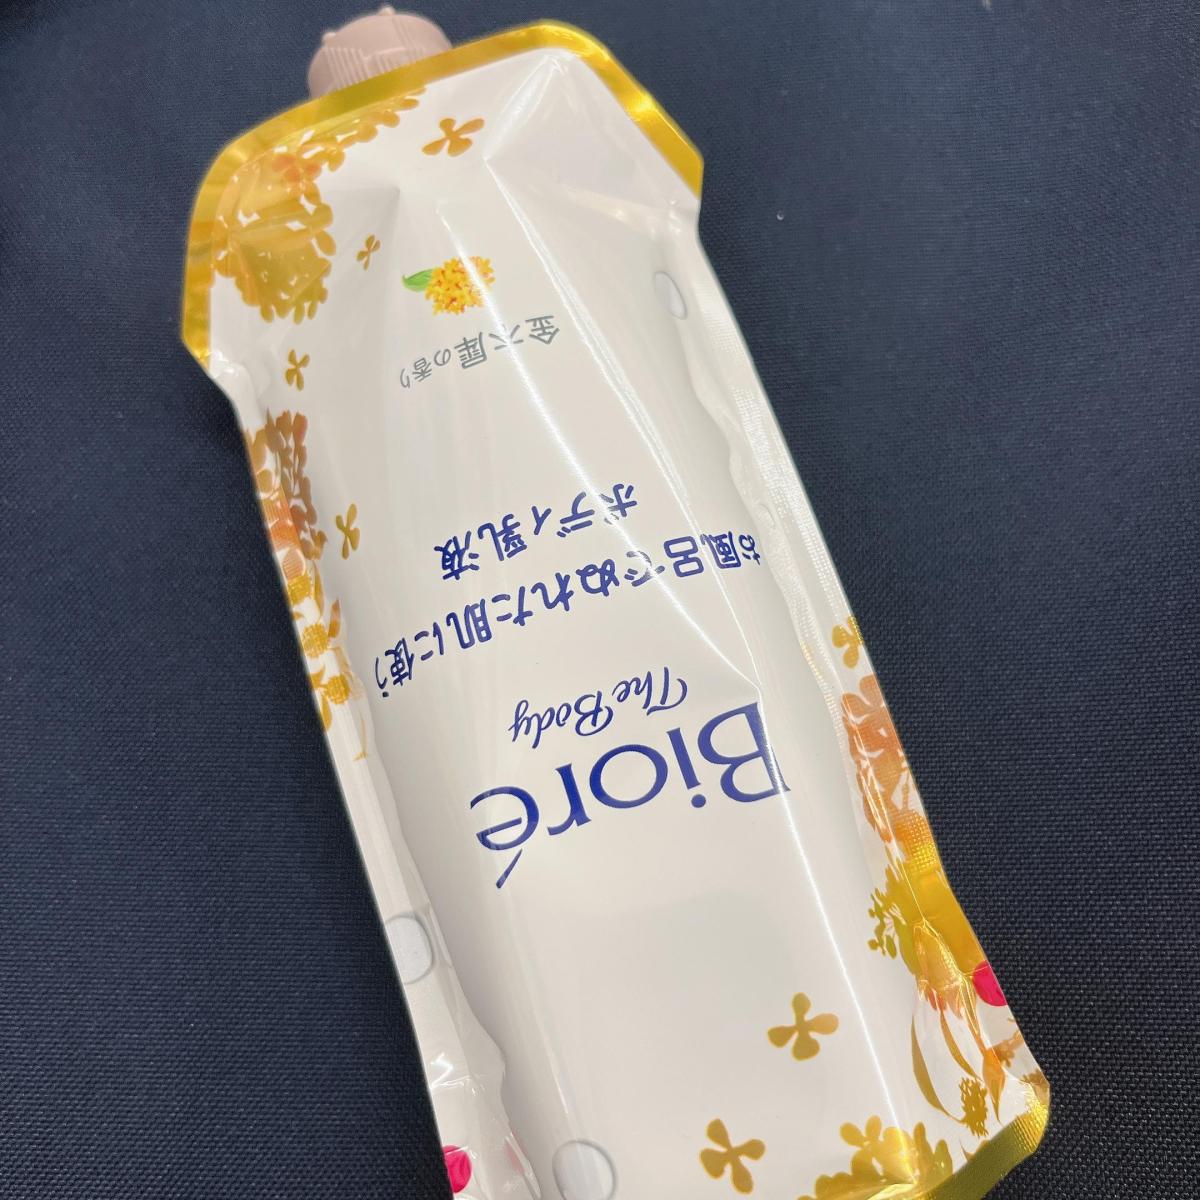 Bioré
The Body
お風呂でぬれた肌に使う
ボディ乳液
金木犀の香り